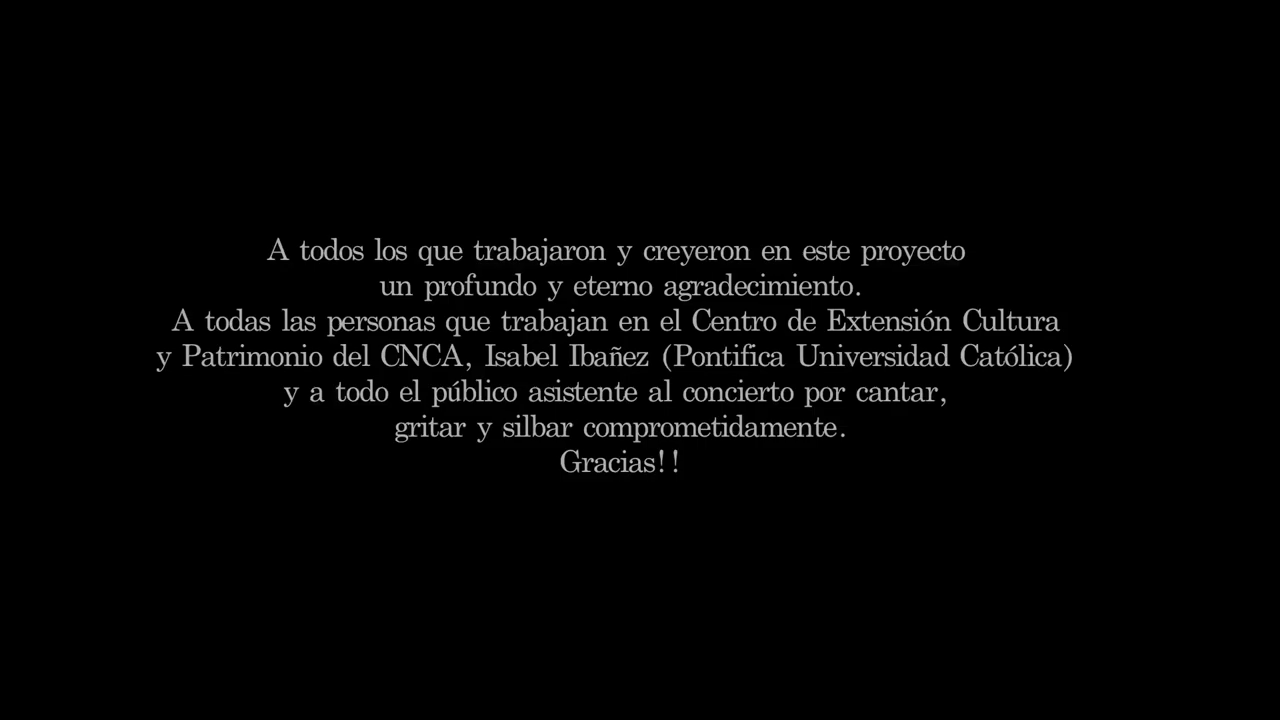 A todos los que trabajaron y creyeron en este proyecto
un profundo y eterno agradecimiento.
A todas las personas que trabajan en el Centro de Extensión Cultura
y Patrimonio del CNCA, Isabel Ibañez (Pontifica Universidad Católica)
y a todo el público asistente al concierto por cantar,
gritar y silbar comprometidamente.
Gracias!!